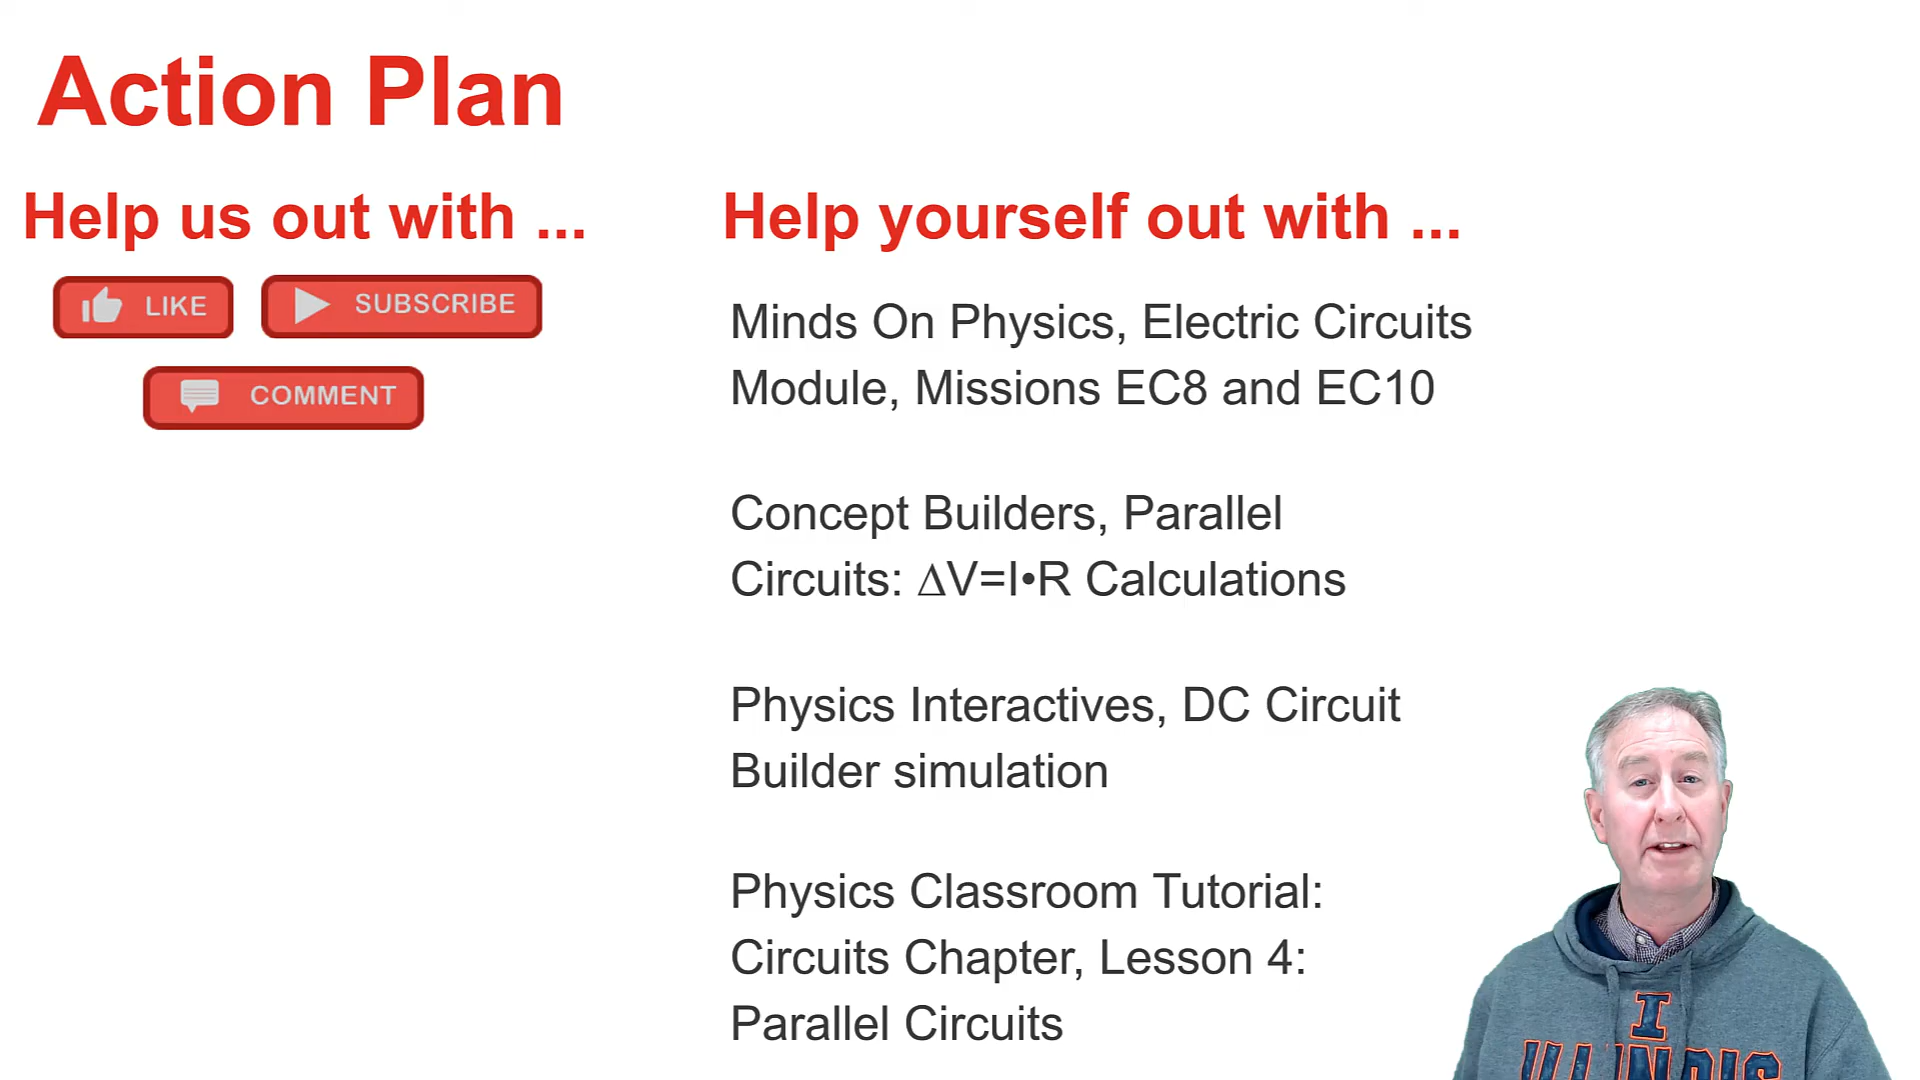 Action Plan
Help us out with ...
LIKE
SUBSCRIBE
COMMENT
Help yourself out with ...
Minds On Physics, Electric Circuits
Module, Missions EC8 and EC10
Concept Builders, Parallel
Circuits: ∆V=I•R Calculations
Physics Interactives, DC Circuit
Builder simulation
Physics Classroom Tutorial:
Circuits Chapter, Lesson 4:
Parallel Circuits
I
ILLINOIS